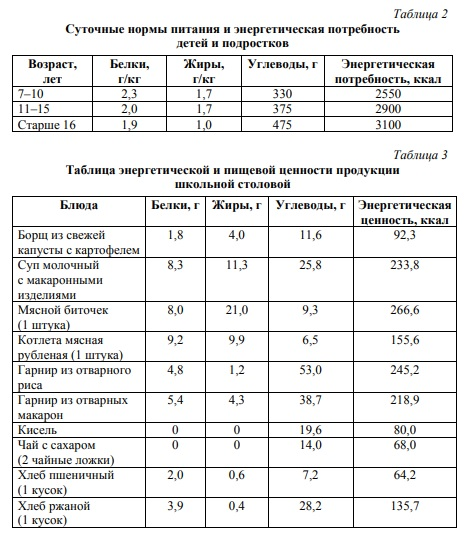 Таблица 2
Суточные нормы питания и энергетическая потребность
детей и подростков
Возраст, лет | Белки, г/кг | Жиры, г/кг | Углеводы, г | Энергетическая потребность, ккал
7–10 | 2,3 | 1,7 | 330 | 2550
11–15 | 2,0 | 1,7 | 375 | 2900
Старше 16 | 1,9 | 1,0 | 475 | 3100
Таблица 3
Таблица энергетической и пищевой ценности продукции
школьной столовой
Блюда | Белки, г | Жиры, г | Углеводы, г | Энергетическая ценность, ккал
Борщ из свежей капусты с картофелем | 1,8 | 4,0 | 11,6 | 92,3
Суп молочный с макаронными изделиями | 8,3 | 11,3 | 25,8 | 233,8
Мясной биточек (1 штука) | 8,0 | 21,0 | 9,3 | 266,6
Котлета мясная рубленая (1 штука) | 9,2 | 9,9 | 6,5 | 155,6
Гарнир из отварного риса | 4,8 | 1,2 | 53,0 | 245,2
Гарнир из отварных макарон | 5,4 | 4,3 | 38,7 | 218,9
Кисель | 0 | 0 | 19,6 | 80,0
Чай с сахаром (2 чайные ложки) | 0 | 0 | 14,0 | 68,0
Хлеб пшеничный (1 кусок) | 2,0 | 0,6 | 7,2 | 64,2
Хлеб ржаной (1 кусок) | 3,9 | 0,4 | 28,2 | 135,7